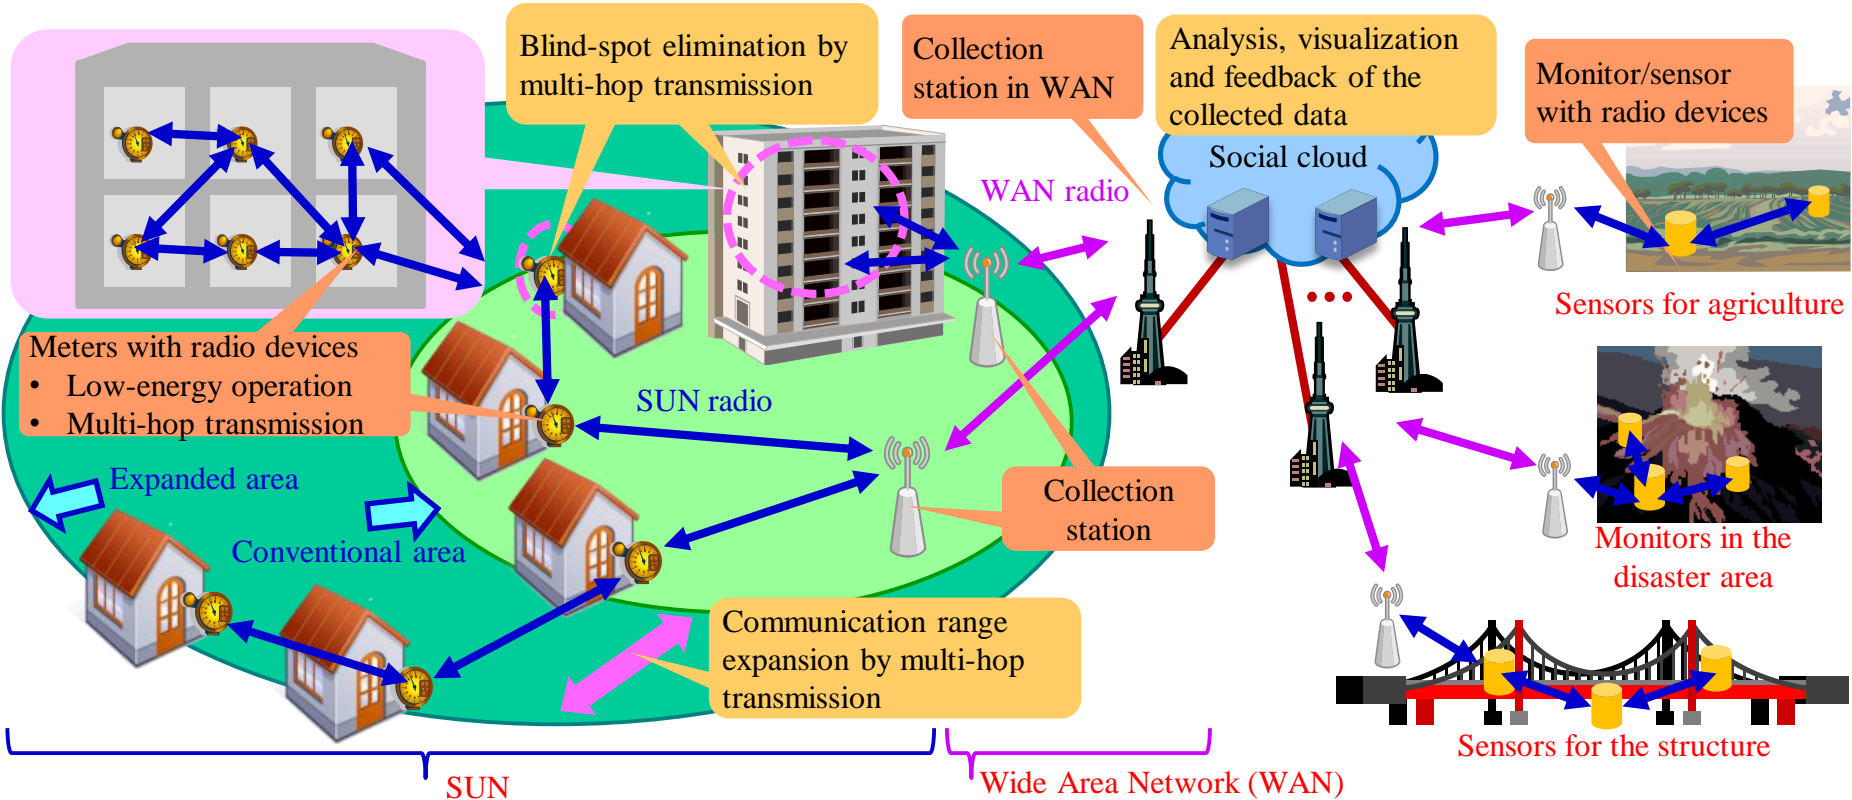 Blind-spot elimination by
multi-hop transmission
Collection
station in WAN
Analysis, visualization
and feedback of the
collected data
Monitor/sensor
with radio devices
Social cloud
WAN radio
Sensors for agriculture
Meters with radio devices
• Low-energy operation
• Multi-hop transmission
SUN radio
Expanded area
Conventional area
Collection
station
Monitors in the
disaster area
Communication range
expansion by multi-hop
transmission
Sensors for the structure
SUN
Wide Area Network (WAN)